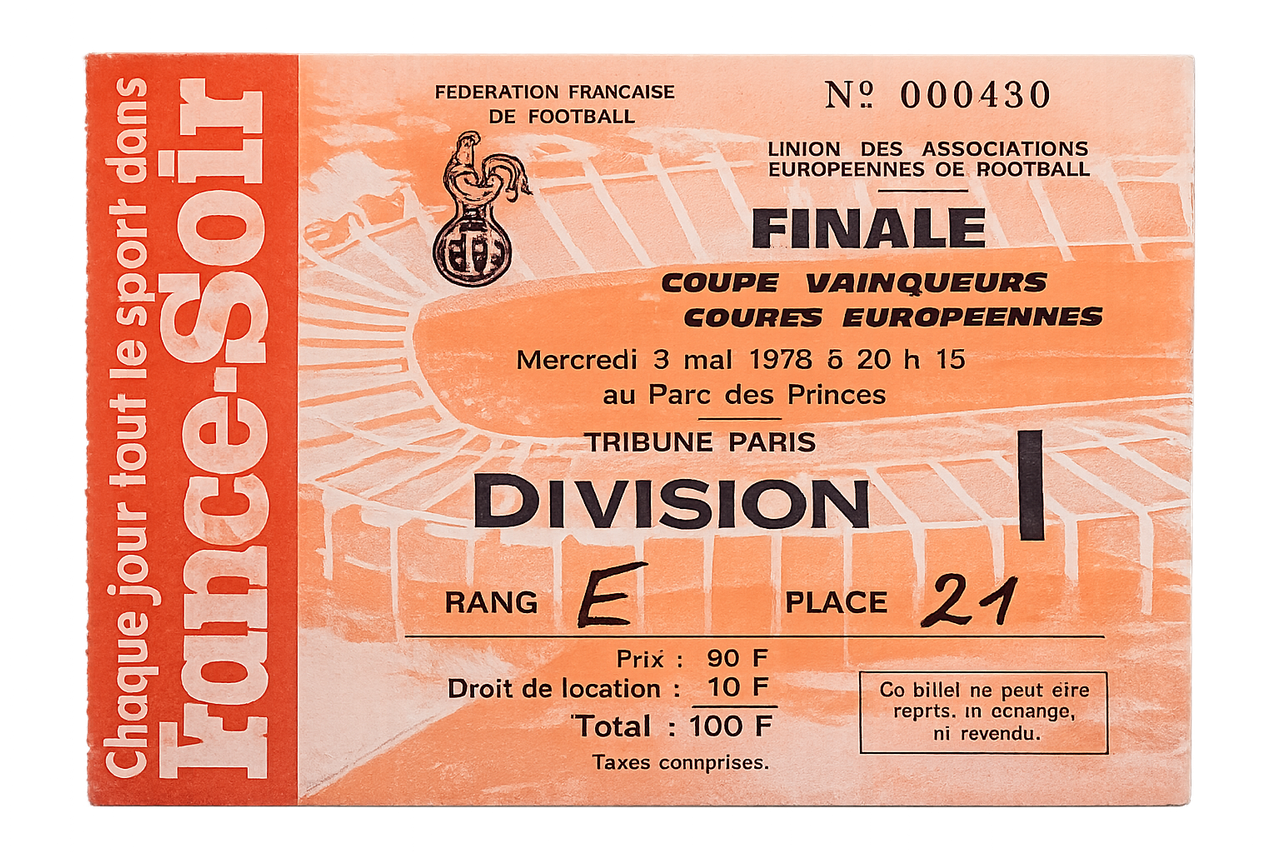 Chaque jour tout le sport dans
Fance-Soir
FEDERATION FRANCAISE
DE FOOTBALL
Nº 000430
LINION DES ASSOCIATIONS
EUROPEENNES OE ROOTBALL
FINALE
COUPE VAINQUEURS
COURES EUROPEENNES
Mercredi 3 mal 1978 õ 20 h 15
au Parc des Princes
TRIBUNE PARIS
DIVISION I
RANG E PLACE 21
Prix : 90 F
Droit de location : 10 F
Total : 100 F
Taxes connprises.
Co billel ne peut eire
reprts. in ecnange,
ni revendu.